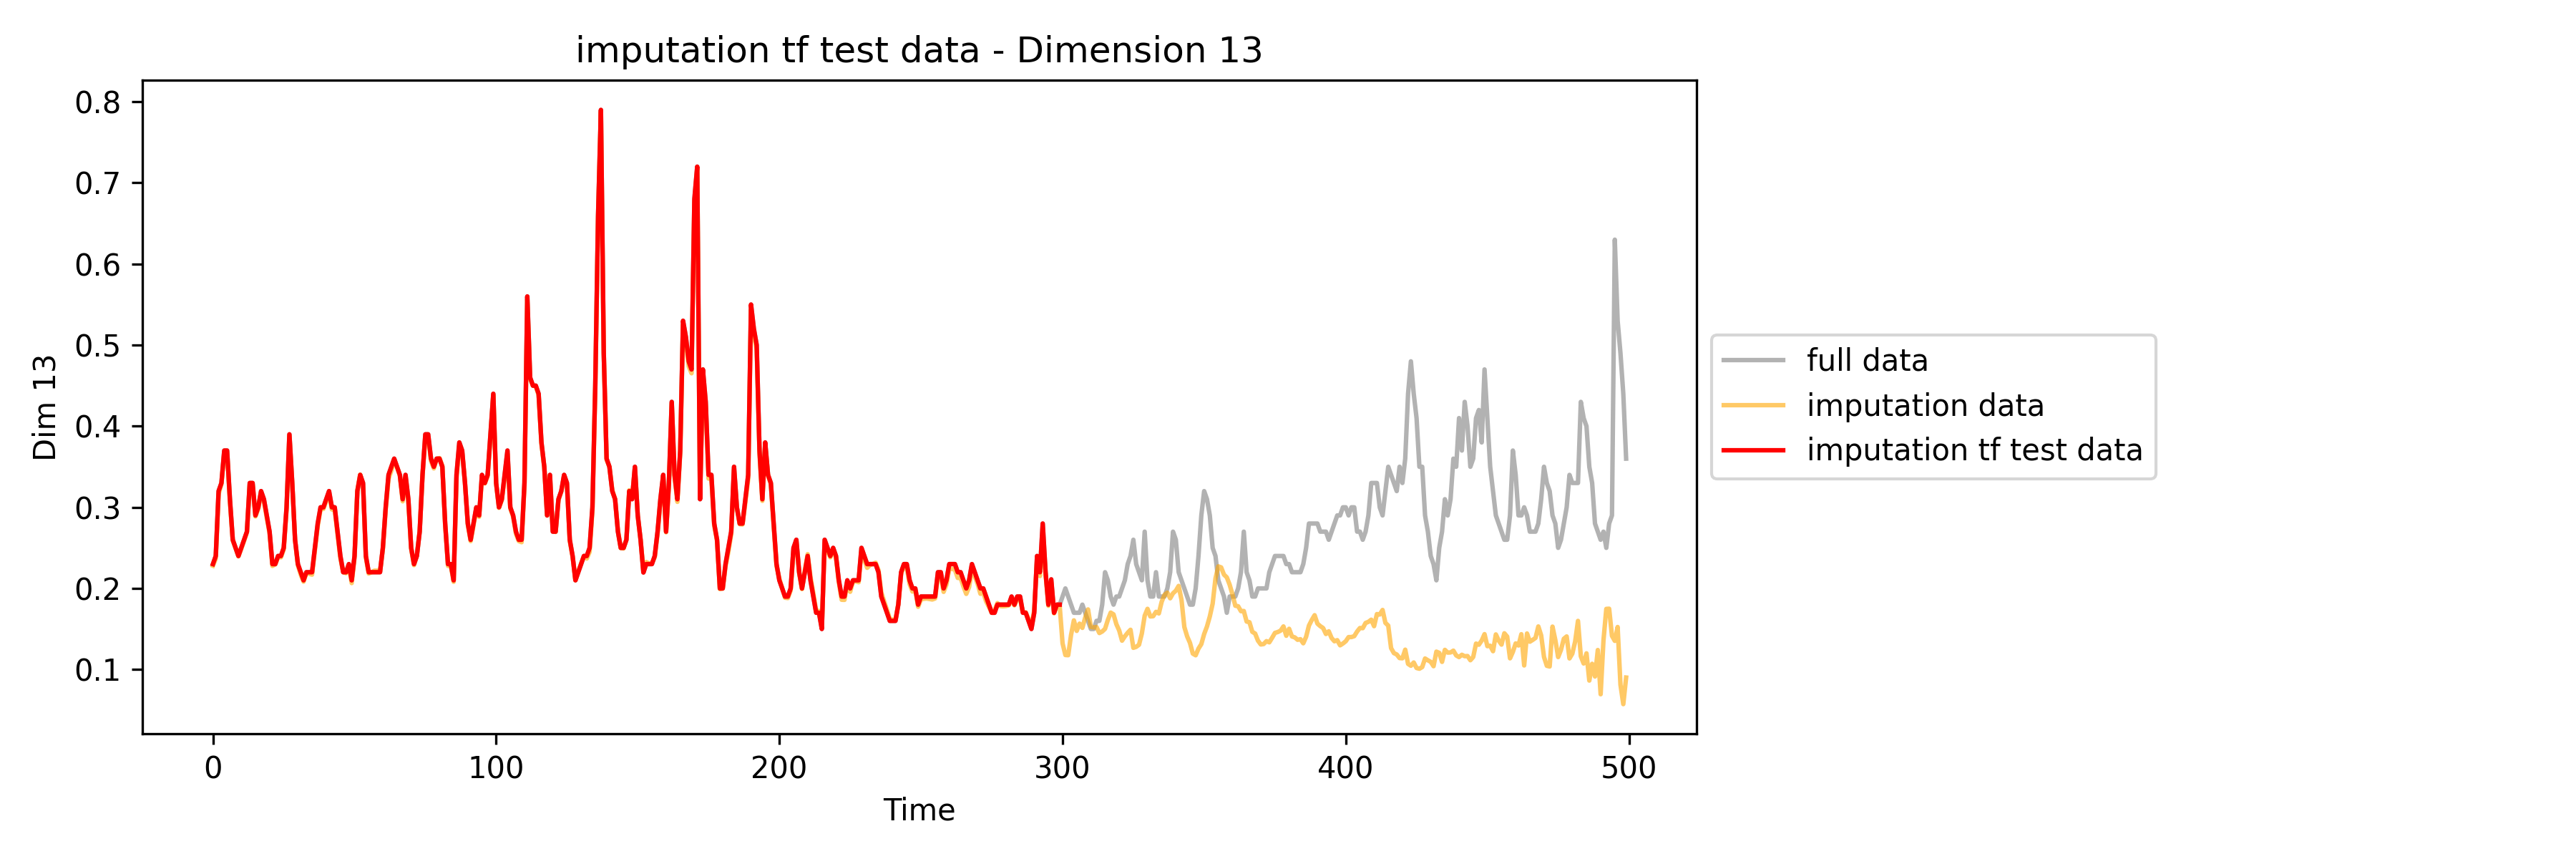 imputation tf test data - Dimension 13
0.8
0.7
0.6
0.5
0.4
0.3
0.2
0.1
Dim 13
0 100 200 300 400 500
Time
full data
imputation data
imputation tf test data